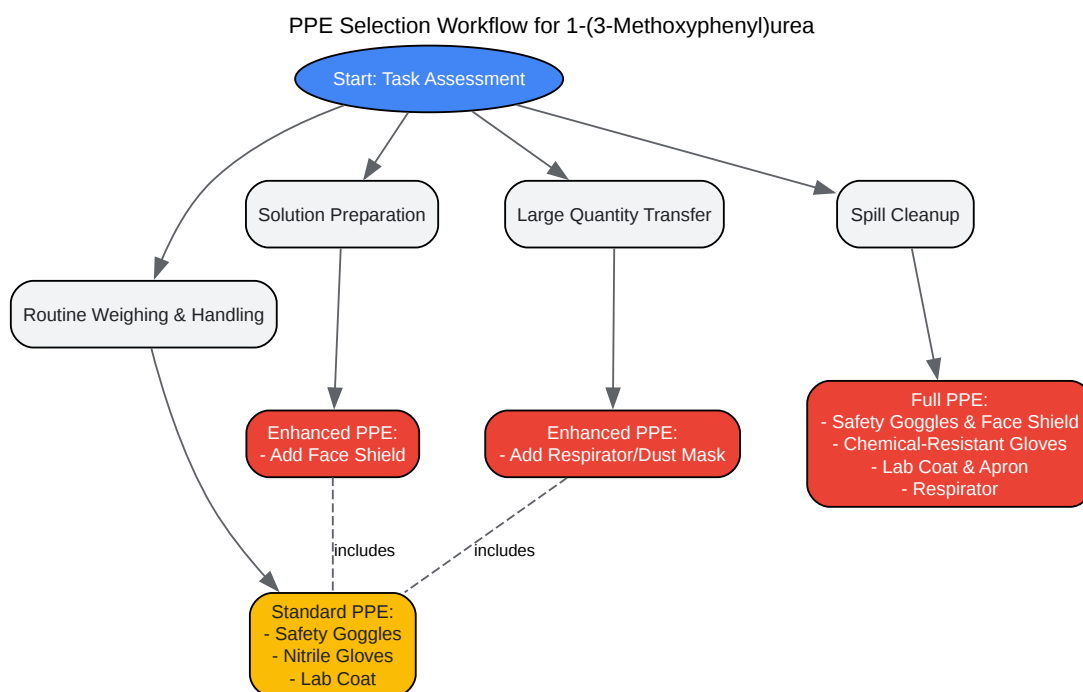 PPE Selection Workflow for 1-(3-Methoxyphenyl)urea
Start: Task Assessment
Solution Preparation
Large Quantity Transfer
Spill Cleanup
Routine Weighing & Handling
Enhanced PPE:
- Add Face Shield
Enhanced PPE:
- Add Respirator/Dust Mask
Full PPE:
- Safety Goggles & Face Shield
- Chemical-Resistant Gloves
- Lab Coat & Apron
- Respirator
includes
includes
Standard PPE:
- Safety Goggles
- Nitrile Gloves
- Lab Coat